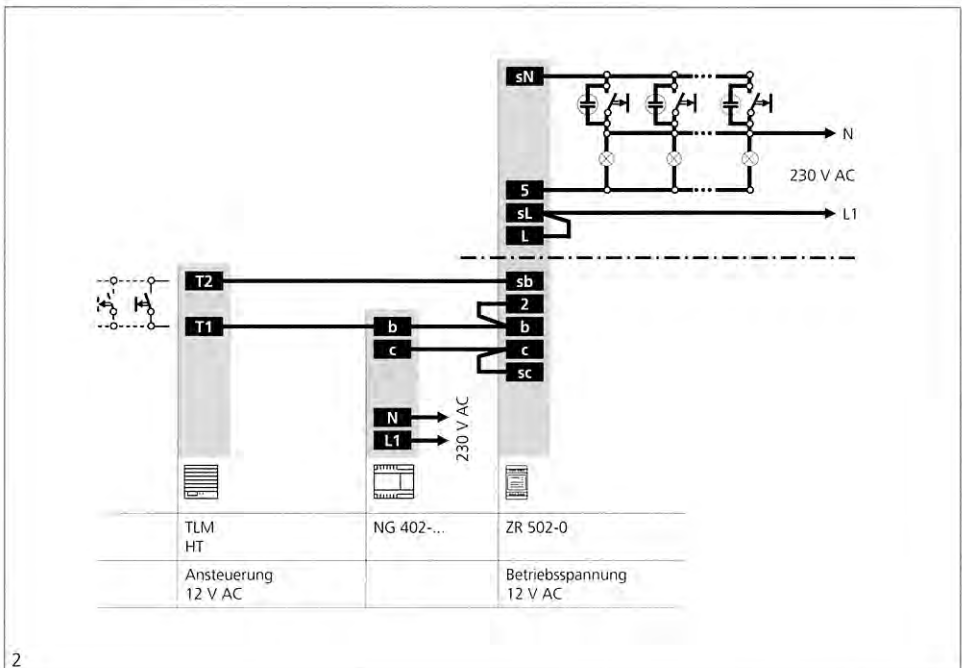 sN
N
230 V AC
5
sL
L1
L
T2
sb
2
T1
b
b
c
c
sc
N
L1
230 V AC
TLM
HT
NG 402-...
ZR 502-0
Ansteuerung
12 V AC
Betriebsspannung
12 V AC
2